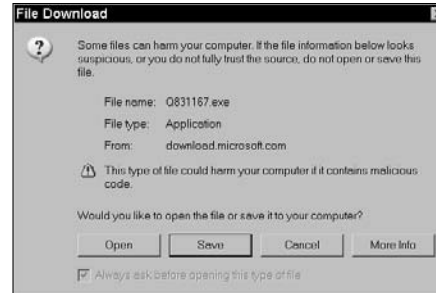 File Download
Some files can harm your computer. If the file information below looks
suspicious, or you do not fully trust the source, do not open or save this
file.
File name: Q831167.exe
File type: Application
From: download.microsoft.com
This type of file could harm your computer if it contains malicious
code.
Would you like to open the file or save it to your computer?
Open Save Cancel More Info
Always ask before opening this type of file